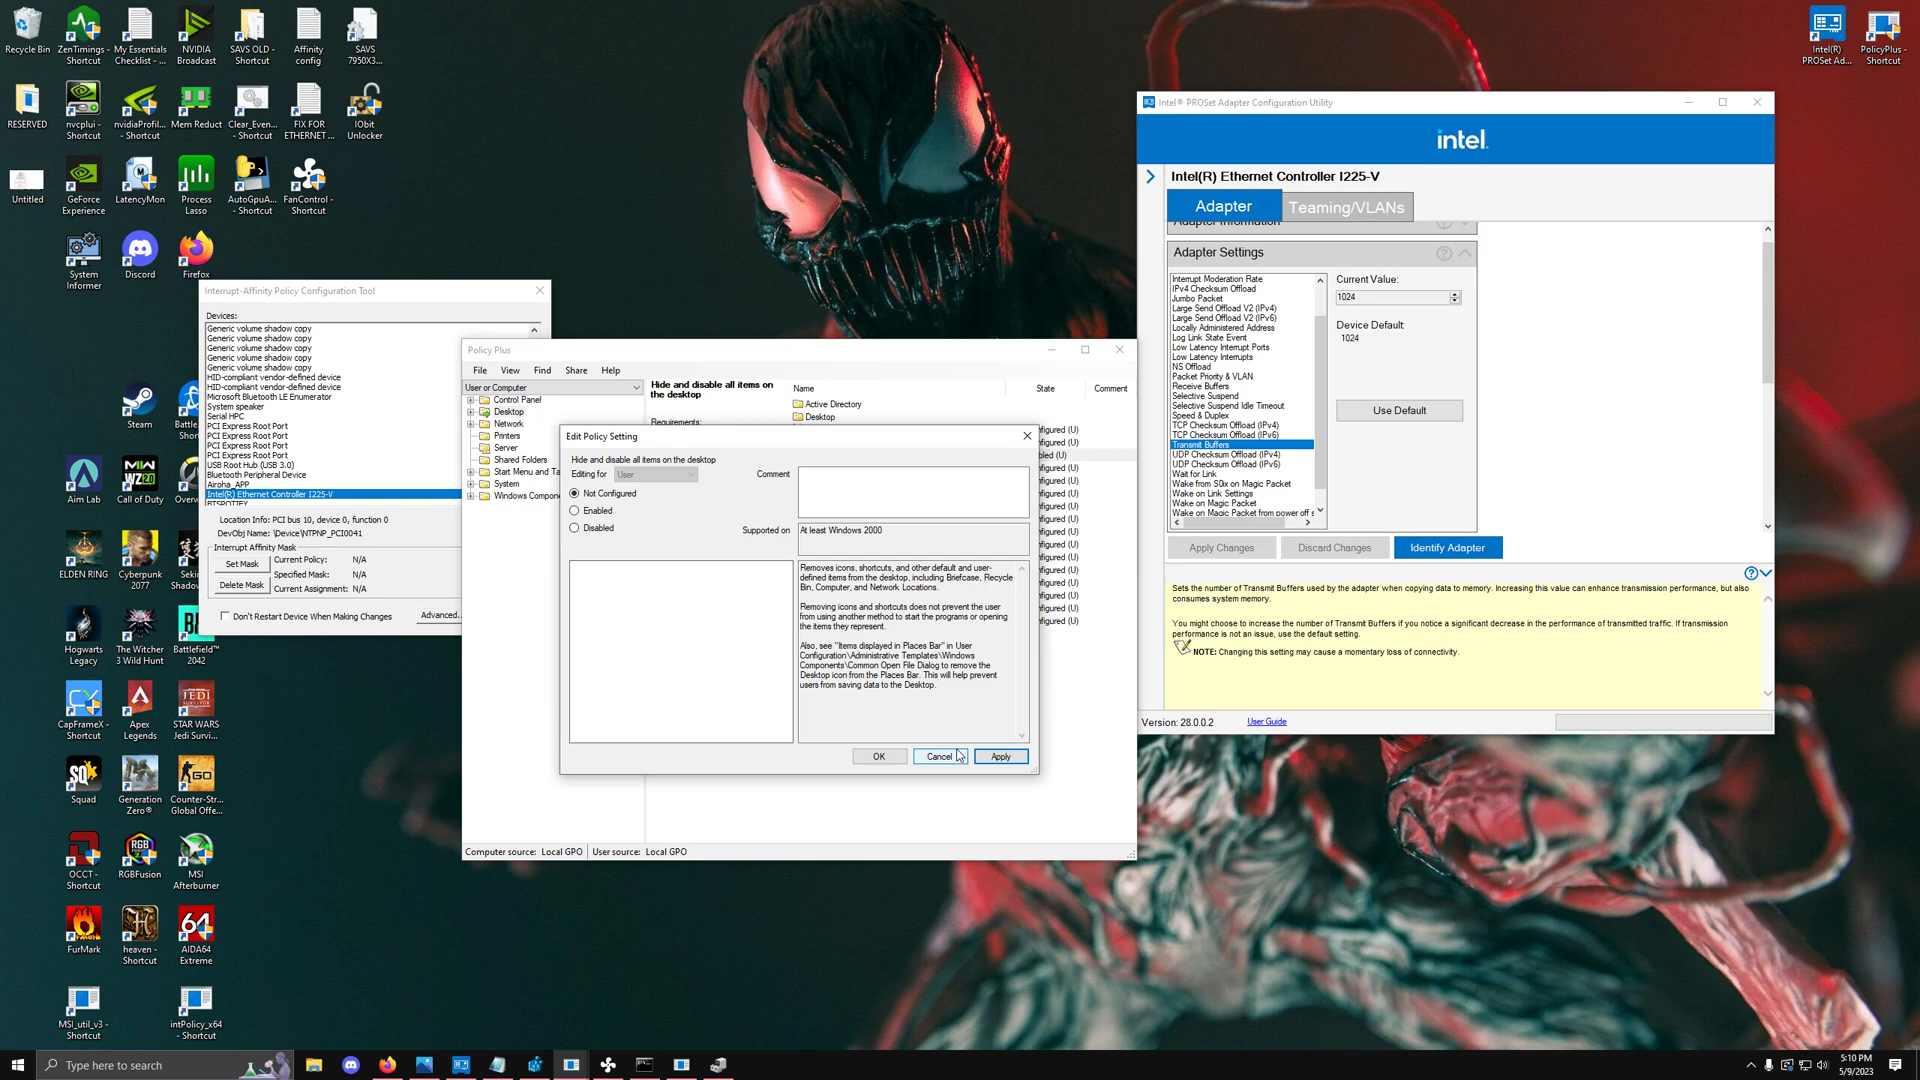 Recycle Bin
ZenTimings - Shortcut
My Essentials Checklist - ...
NVIDIA Broadcast
SAVS OLD - Shortcut
Affinity config
SAVS 7950X3...
RESERVED
nvcplui - Shortcut
nvidiaProfil... - Shortcut
Mem Reduct
Clear_Even... - Shortcut
FIX FOR ETHERNET ...
IObit Unlocker
Untitled
GeForce Experience
LatencyMon
Process Lasso
AutoGpuA... - Shortcut
FanControl - Shortcut
System Informer
Discord
Firefox
Steam
Aim Lab
Call of Duty
ELDEN RING
Cyberpunk 2077
Hogwarts Legacy
The Witcher 3 Wild Hunt
Battlefield™ 2042
CapFrameX - Shortcut
Apex Legends
STAR WARS Jedi Survi...
Squad
Generation Zero®
Counter-Str... Global Offe...
OCCT - Shortcut
RGBFusion
MSI Afterburner
FurMark
heaven - Shortcut
AIDA64 Extreme
MSI_util_v3 - Shortcut
intPolicy_x64 - Shortcut
Intel(R) PROSet Ad...
PolicyPlus - Shortcut
Interrupt-Affinity Policy Configuration Tool
Devices:
Generic volume shadow copy
Generic volume shadow copy
Generic volume shadow copy
Generic volume shadow copy
Generic volume shadow copy
HID-compliant vendor-defined device
HID-compliant vendor-defined device
Microsoft Bluetooth LE Enumerator
System speaker
Serial HPC
PCI Express Root Port
PCI Express Root Port
PCI Express Root Port
PCI Express Root Port
USB Root Hub (USB 3.0)
Bluetooth Peripheral Device
Airoha_APP
Intel(R) Ethernet Controller I225-V
BTSPOTIFY
Location Info: PCI bus 10, device 0, function 0
DevObj Name: \Device\NTPNP_PCI0041
Interrupt Affinity Mask
Set Mask
Current Policy: N/A
Specified Mask: N/A
Delete Mask
Current Assignment: N/A
Don't Restart Device When Making Changes
Advanced..
Policy Plus
File View Find Share Help
User or Computer
Control Panel
Desktop
Network
Printers
Server
Shared Folders
Start Menu and Ta
System
Windows Compone
Hide and disable all items on the desktop
Requirements:
Name State Comment
Active Directory
Desktop
nfigured (U)
nfigured (U)
bled (U)
nfigured (U)
nfigured (U)
nfigured (U)
nfigured (U)
nfigured (U)
nfigured (U)
nfigured (U)
nfigured (U)
nfigured (U)
nfigured (U)
nfigured (U)
nfigured (U)
nfigured (U)
Computer source: Local GPO User source: Local GPO
Edit Policy Setting
Hide and disable all items on the desktop
Editing for User Comment
Not Configured
Enabled
Disabled
Supported on At least Windows 2000
Removes icons, shortcuts, and other default and user-
defined items from the desktop, including Briefcase, Recycle
Bin, Computer, and Network Locations.
Removing icons and shortcuts does not prevent the user
from using another method to start the programs or opening
the items they represent.
Also, see "Items displayed in Places Bar" in User
Configuration\Administrative Templates\Windows
Components\Common Open File Dialog to remove the
Desktop icon from the Places Bar. This will help prevent
users from saving data to the Desktop.
OK Cancel Apply
Intel® PROSet Adapter Configuration Utility
intel.
Intel(R) Ethernet Controller I225-V
Adapter Teaming/VLANs
Adapter Information
Adapter Settings
Interrupt Moderation Rate
IPv4 Checksum Offload
Jumbo Packet
Large Send Offload V2 (IPv4)
Large Send Offload V2 (IPv6)
Locally Administered Address
Log Link State Event
Low Latency Interrupt Ports
Low Latency Interrupts
NS Offload
Packet Priority & VLAN
Receive Buffers
Selective Suspend
Selective Suspend Idle Timeout
Speed & Duplex
TCP Checksum Offload (IPv4)
TCP Checksum Offload (IPv6)
Transmit Buffers
UDP Checksum Offload (IPv4)
UDP Checksum Offload (IPv6)
Wait for Link
Wake from S0ix on Magic Packet
Wake on Link Settings
Wake on Magic Packet
Wake on Magic Packet from power off s
Current Value:
1024
Device Default:
1024
Use Default
Apply Changes Discard Changes Identify Adapter
Sets the number of Transmit Buffers used by the adapter when copying data to memory. Increasing this value can enhance transmission performance, but also
consumes system memory.
You might choose to increase the number of Transmit Buffers if you notice a significant decrease in the performance of transmitted traffic. If transmission
performance is not an issue, use the default setting.
NOTE: Changing this setting may cause a momentary loss of connectivity.
Version: 28.0.0.2 User Guide
Type here to search
5:10 PM
5/9/2023